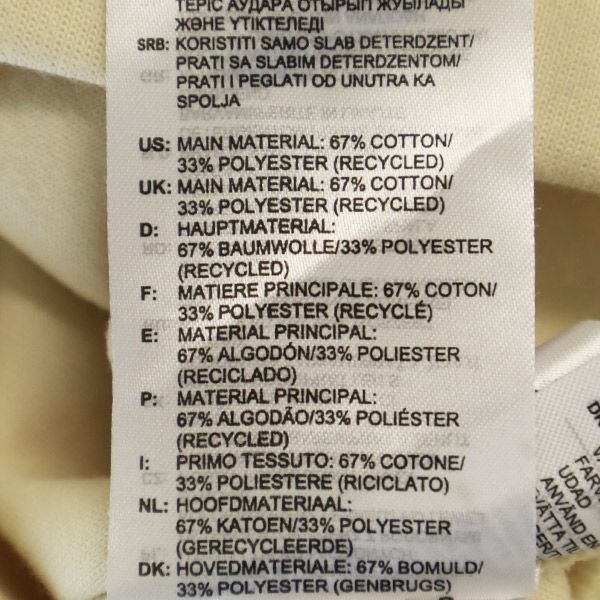 ТЕРІС АУДАРА ОТЫРЫП ЖУЫЛАДЫ
ЖӘНЕ ҮТІКТЕЛЕДІ
SRB: KORISTITI SAMO SLAB DETERDZENT/
PRATI SA SLABIM DETERDZENTOM/
PRATI I PEGLATI OD UNUTRA KA
SPOLJA
US: MAIN MATERIAL: 67% COTTON/
33% POLYESTER (RECYCLED)
UK: MAIN MATERIAL: 67% COTTON/
33% POLYESTER (RECYCLED)
D: HAUPTMATERIAL:
67% BAUMWOLLE/33% POLYESTER
(RECYCLED)
F: MATIERE PRINCIPALE: 67% COTON/
33% POLYESTER (RECYCLÉ)
E: MATERIAL PRINCIPAL:
67% ALGODÓN/33% POLIESTER
(RECICLADO)
P: MATERIAL PRINCIPAL:
67% ALGODÃO/33% POLIÉSTER
(RECYCLED)
I: PRIMO TESSUTO: 67% COTONE/
33% POLIESTERE (RICICLATO)
NL: HOOFDMATERIAAL:
67% KATOEN/33% POLYESTER
(GERECYCLEERDE)
DK: HOVEDMATERIALE: 67% BOMULD/
33% POLYESTER (GENBRUGS)
UDAD
ANVÄND EN